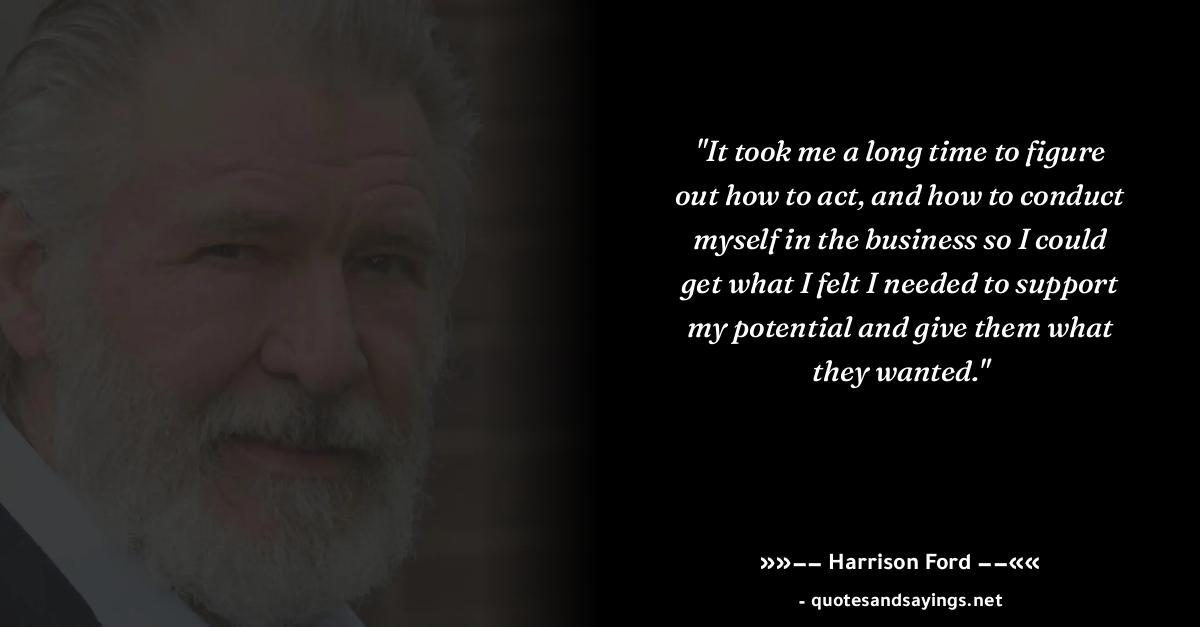 "It took me a long time to figure
out how to act, and how to conduct
myself in the business so I could
get what I felt I needed to support
my potential and give them what
they wanted."
»»−− Harrison Ford −−««
- quotesandsayings.net